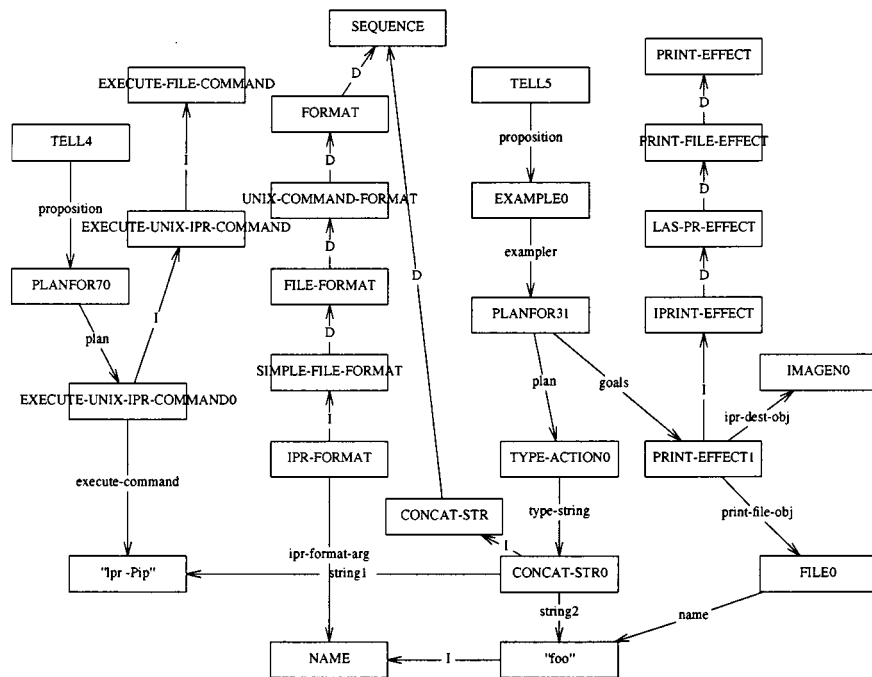 SEQUENCE
PRINT-EFFECT
EXECUTE-FILE-COMMAND
TELL5
D
D
FORMAT
TELL4
I
proposition
PRINT-FILE-EFFECT
D
D
proposition
UNIX-COMMAND-FORMAT
EXAMPLE0
EXECUTE-UNIX-IPR-COMMAND
LAS-PR-EFFECT
D
exampler
D
D
PLANFOR70
FILE-FORMAT
PLANFOR31
IPRINT-EFFECT
I
plan
D
SIMPLE-FILE-FORMAT
plan
goals
I
IMAGEN0
EXECUTE-UNIX-IPR-COMMAND0
I
ipr-dest-obj
IPR-FORMAT
TYPE-ACTION0
PRINT-EFFECT1
execute-command
CONCAT-STR
type-string
print-file-obj
I
ipr-format-arg
"lpr -Pip"
string1
CONCAT-STR0
FILE0
string2
name
NAME
I
"foo"